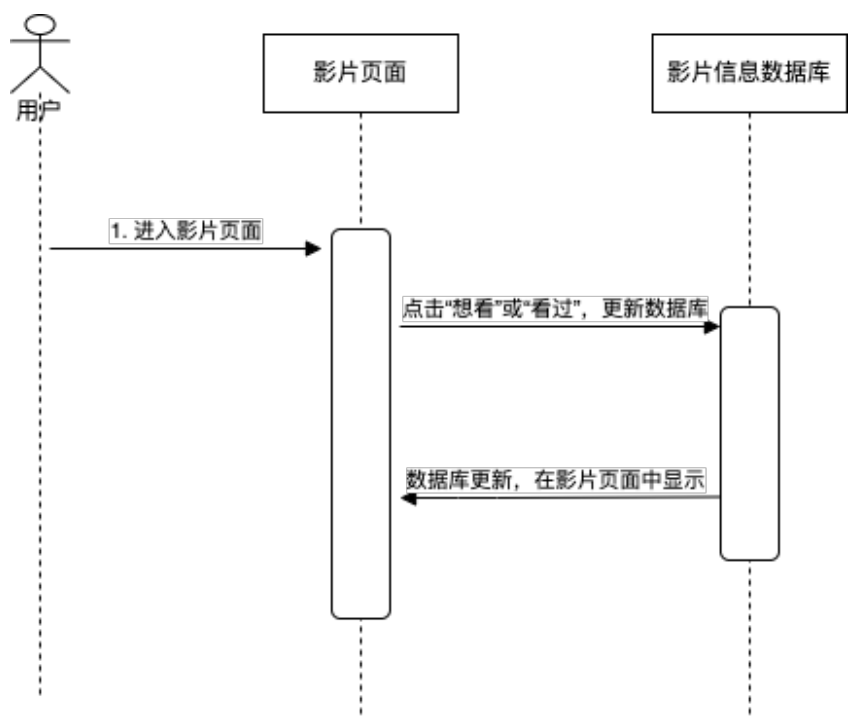 用户
影片页面
影片信息数据库
1. 进入影片页面
点击“想看”或“看过”，更新数据库
数据库更新，在影片页面中显示